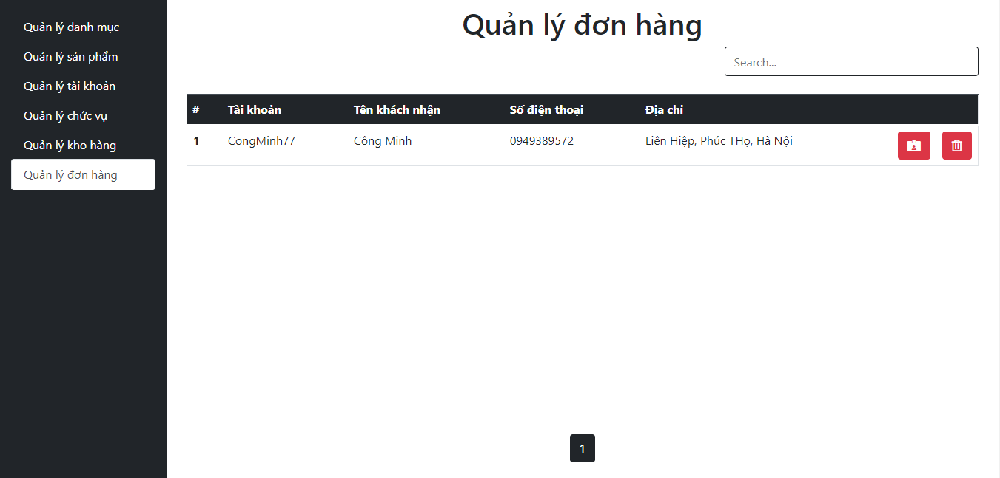 Quản lý danh mục
Quản lý sản phẩm
Quản lý tài khoản
Quản lý chức vụ
Quản lý kho hàng
Quản lý đơn hàng
Quản lý đơn hàng
Search...
# Tài khoản Tên khách nhận Số điện thoại Địa chỉ
1 CongMinh77 Công Minh 0949389572 Liên Hiệp, Phúc THọ, Hà Nội
1